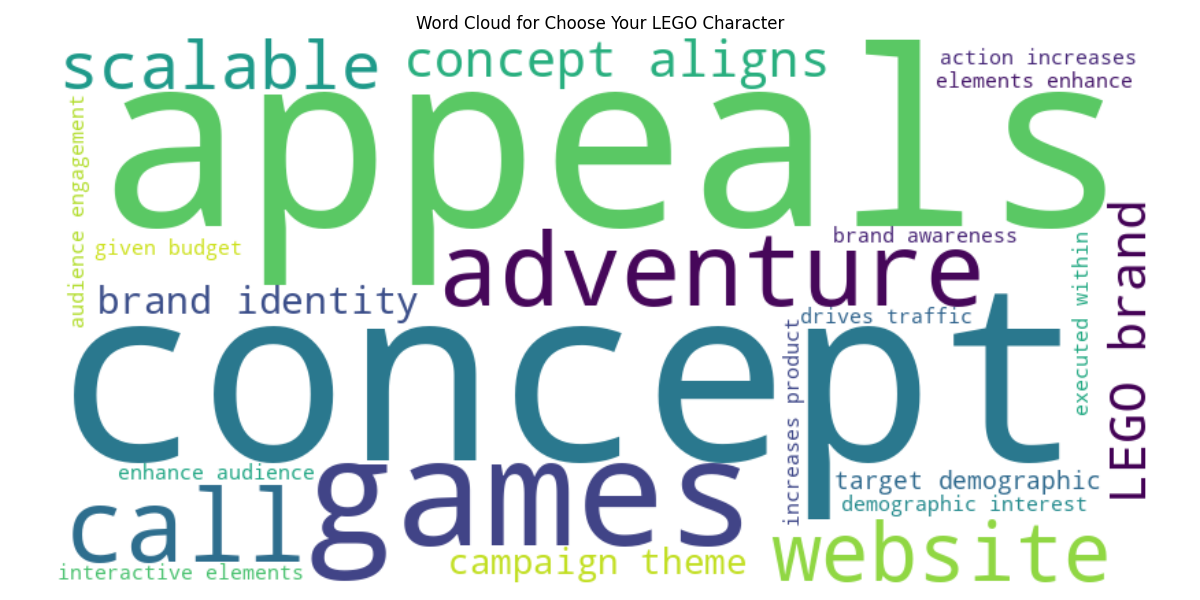 Word Cloud for Choose Your LEGO Character
scalable
concept aligns
action increases
elements enhance
appeals
audience engagement
given budget
brand awareness
adventure
LEGO brand
brand identity
executed within
drives traffic
concept
increases product
enhance audience
games
target demographic
demographic interest
call
campaign theme
website
interactive elements